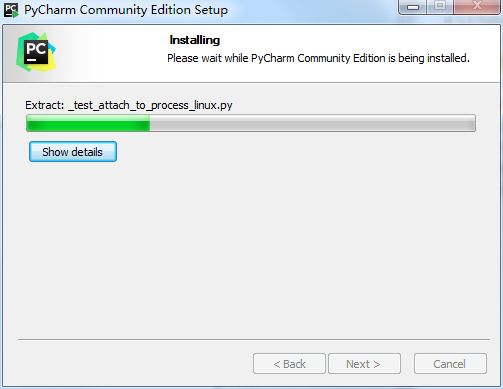 PC PyCharm Community Edition Setup
PC
Installing
Please wait while PyCharm Community Edition is being installed.
Extract: _test_attach_to_process_linux.py
Show details
< Back
Next >
Cancel